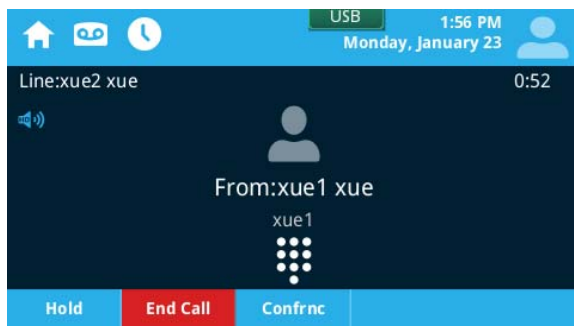 USB
1:56 PM
Monday, January 23
Line:xue2 xue
0:52
HD
From:xue1 xue
xue1
Hold
End Call
Confrnc